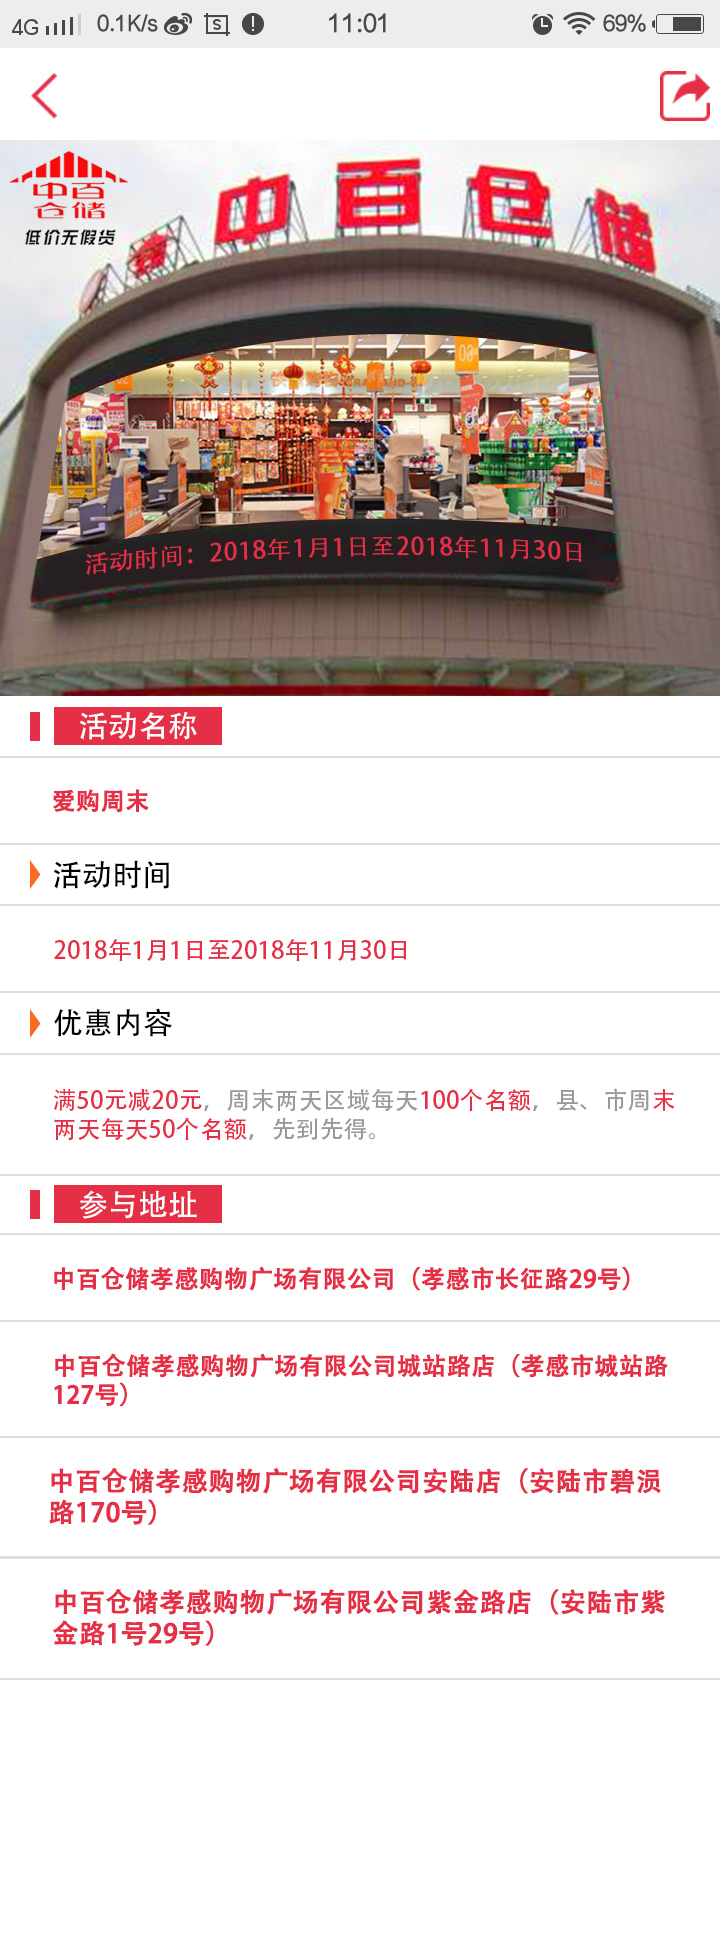 4G 0.1K/s S 11:01 69%
中百
仓储
低价无假货
中百仓储
03
活动时间：2018年1月1日至2018年11月30日
活动名称
爱购周末
活动时间
2018年1月1日至2018年11月30日
优惠内容
满50元减20元，周末两天区域每天100个名额，县、市周末
两天每天50个名额，先到先得。
参与地址
中百仓储孝感购物广场有限公司（孝感市长征路29号）
中百仓储孝感购物广场有限公司城站路店（孝感市城站路
127号）
中百仓储孝感购物广场有限公司安陆店（安陆市碧涢
路170号）
中百仓储孝感购物广场有限公司紫金路店（安陆市紫
金路1号29号）